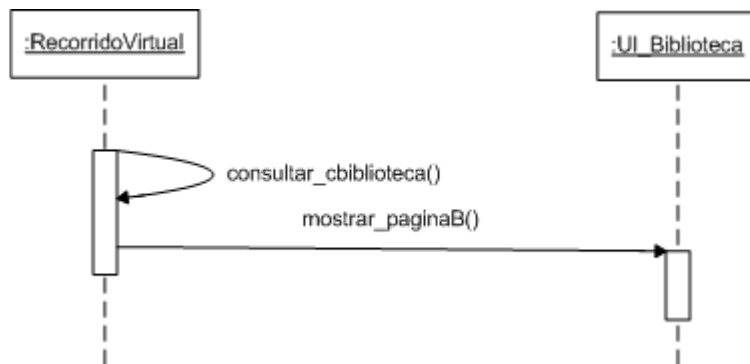 :RecorridoVirtual
:UI_Biblioteca
consultar_cbiblioteca()
mostrar_paginaB()